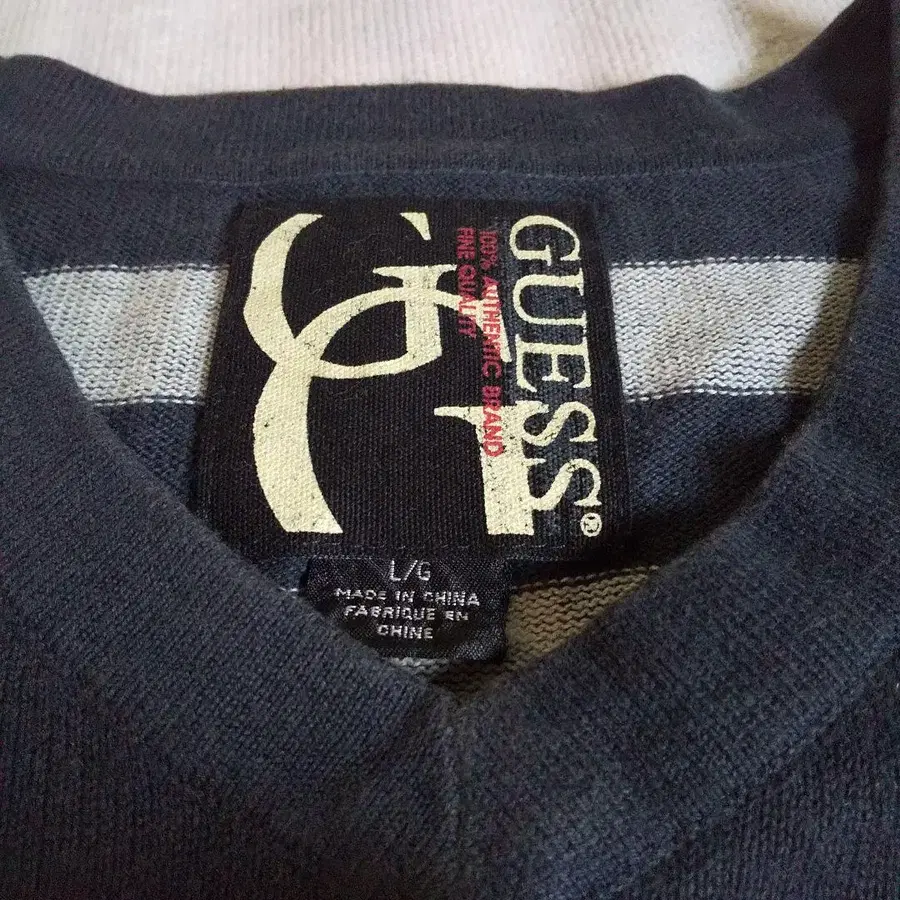 GUESS®
100% AUTHENTIC BRAND
FINE QUALITY
G
G
L/G
MADE IN CHINA
FABRIQUE EN
CHINE